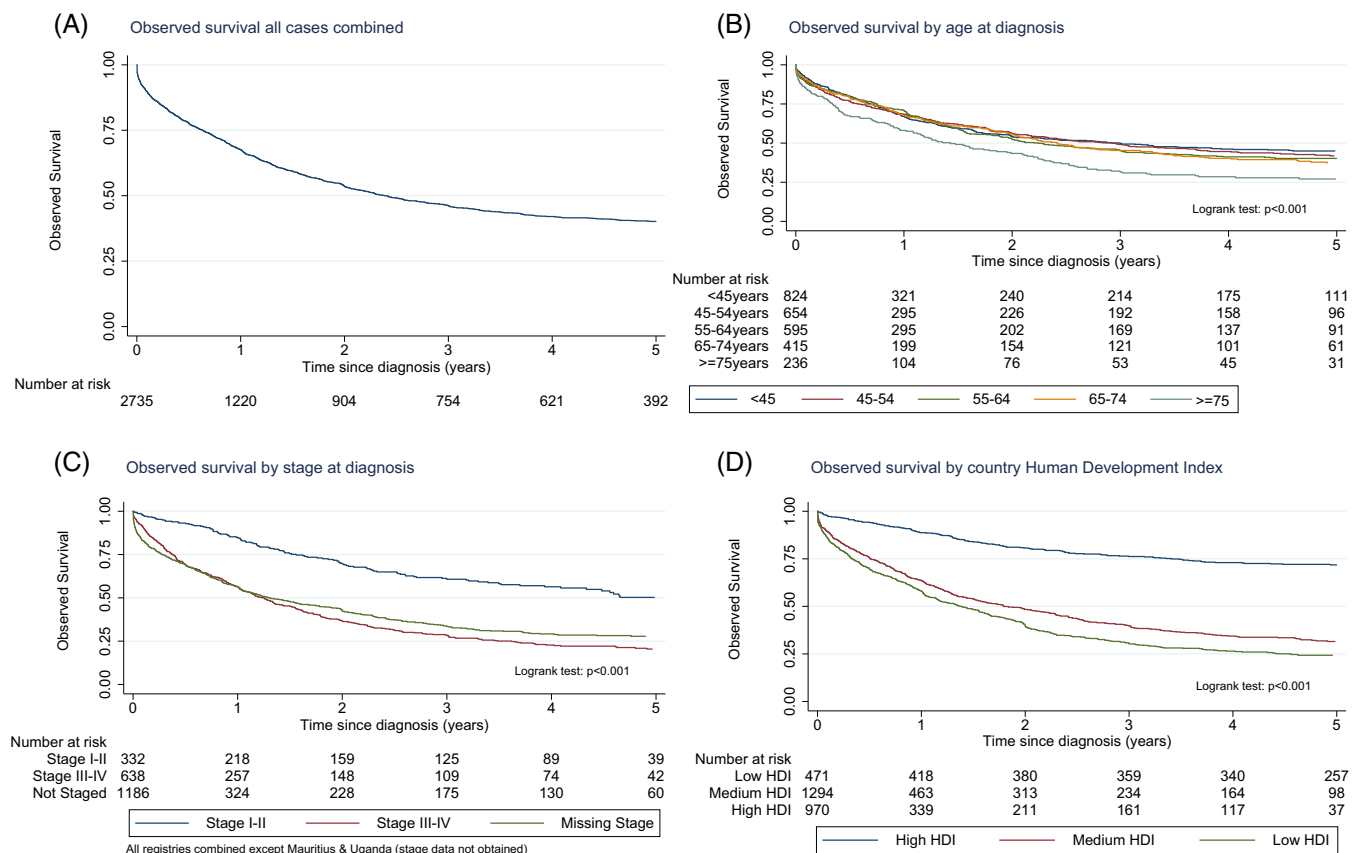 (A)
Observed survival all cases combined
1.00
0.75
0.50
0.25
0.00
Observed Survival
0 1 2 3 4 5
Time since diagnosis (years)
Number at risk
2735 1220 904 754 621 392
(B)
Observed survival by age at diagnosis
1.00
0.75
0.50
0.25
0.00
Observed Survival
Logrank test: p<0.001
0 1 2 3 4 5
Time since diagnosis (years)
Number at risk
<45years 824 321 240 214 175 111
45-54years 654 295 226 192 158 96
55-64years 595 295 202 169 137 91
65-74years 415 199 154 121 101 61
>=75years 236 104 76 53 45 31
<45 45-54 55-64 65-74 >=75
(C)
Observed survival by stage at diagnosis
1.00
0.75
0.50
0.25
0.00
Observed Survival
Logrank test: p<0.001
0 1 2 3 4 5
Time since diagnosis (years)
Number at risk
Stage I-II 332 218 159 125 89 39
Stage III-IV 638 257 148 109 74 42
Not Staged 1186 324 228 175 130 60
Stage I-II Stage III-IV Missing Stage
All registries combined except Mauritius & Uganda (stage data not obtained)
(D)
Observed survival by country Human Development Index
1.00
0.75
0.50
0.25
0.00
Observed Survival
Logrank test: p<0.001
0 1 2 3 4 5
Time since diagnosis (years)
Number at risk
Low HDI 471 418 380 359 340 257
Medium HDI 1294 463 313 234 164 98
High HDI 970 339 211 161 117 37
High HDI Medium HDI Low HDI